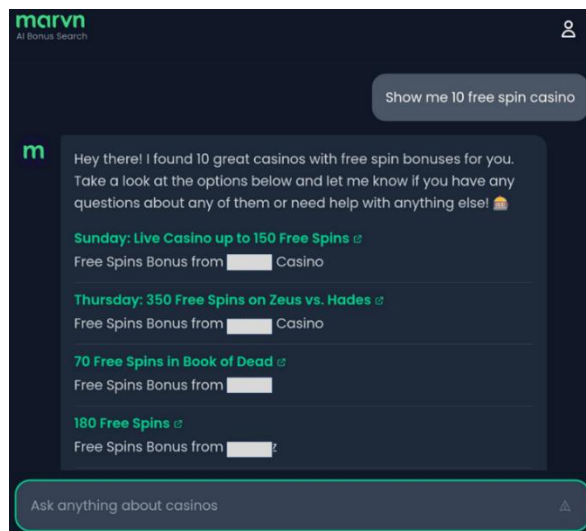 marvn
AI Bonus Search
Show me 10 free spin casino
m
Hey there! I found 10 great casinos with free spin bonuses for you.
Take a look at the options below and let me know if you have any
questions about any of them or need help with anything else! 🎰
Sunday: Live Casino up to 150 Free Spins
Free Spins Bonus from Casino
Thursday: 350 Free Spins on Zeus vs. Hades
Free Spins Bonus from Casino
70 Free Spins in Book of Dead
Free Spins Bonus from
180 Free Spins
Free Spins Bonus from
Ask anything about casinos